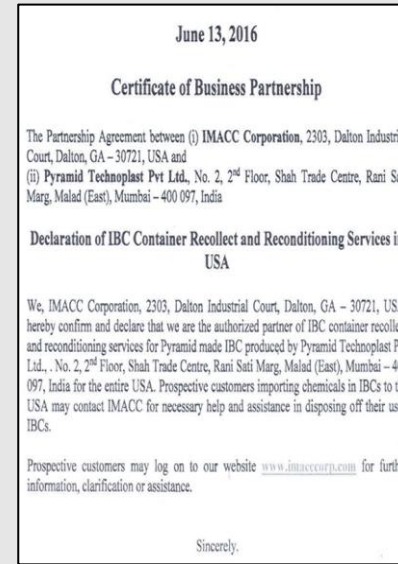 June 13, 2016
Certificate of Business Partnership
The Partnership Agreement between (i) IMACC Corporation, 2303, Dalton Industri
Court, Dalton, GA – 30721, USA and
(ii) Pyramid Technoplast Pvt Ltd., No. 2, 2nd Floor, Shah Trade Centre, Rani Sa
Marg, Malad (East), Mumbai – 400 097, India
Declaration of IBC Container Recollect and Reconditioning Services i
USA
We, IMACC Corporation, 2303, Dalton Industrial Court, Dalton, GA – 30721, US
hereby confirm and declare that we are the authorized partner of IBC container recolle
and reconditioning services for Pyramid made IBC produced by Pyramid Technoplast P
Ltd., . No. 2, 2nd Floor, Shah Trade Centre, Rani Sati Marg, Malad (East), Mumbai – 4
097, India for the entire USA. Prospective customers importing chemicals in IBCs to t
USA may contact IMACC for necessary help and assistance in disposing off their us
IBCs.
Prospective customers may log on to our website www.imacccorp.com for furth
information, clarification or assistance.
Sincerely.